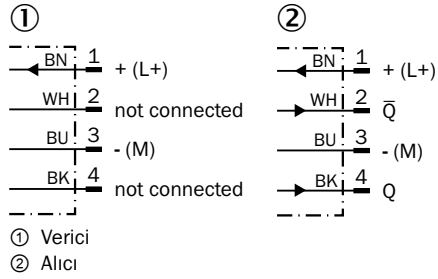 ① ②
BN 1 + (L+)
WH 2 not connected
BU 3 - (M)
BK 4 not connected
BN 1 + (L+)
WH 2 Q̅
BU 3 - (M)
BK 4 Q
① Verici
② Alıcı